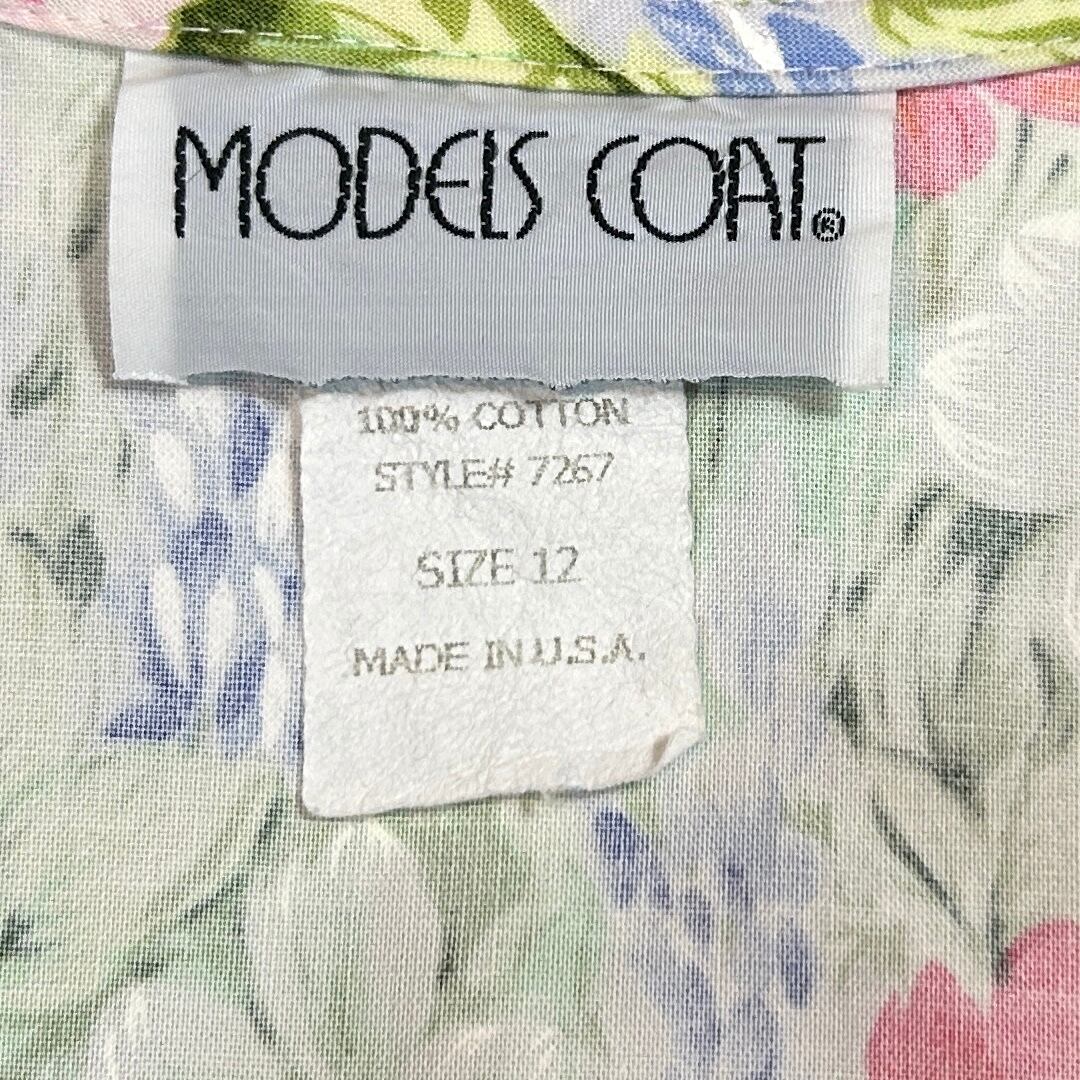 MODELS COAT®
100% COTTON
STYLE# 7267
SIZE 12
MADE IN U.S.A.